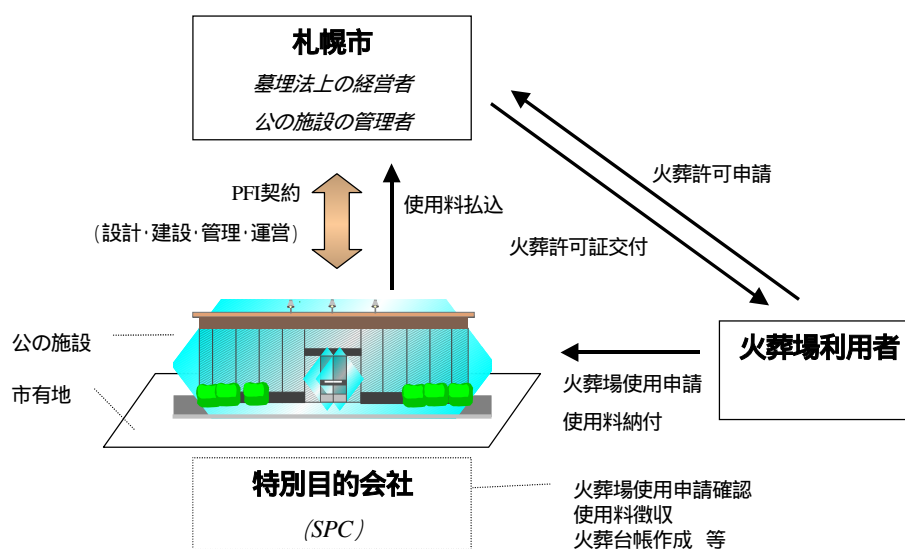 札幌市
墓埋法上の経営者
公の施設の管理者
火葬許可申請
PFI契約
使用料払込
(設計・建設・管理・運営)
火葬許可証交付
公の施設
市有地
火葬場利用者
火葬場使用申請
使用料納付
特別目的会社
(SPC)
火葬場使用申請確認
使用料徴収
火葬台帳作成 等